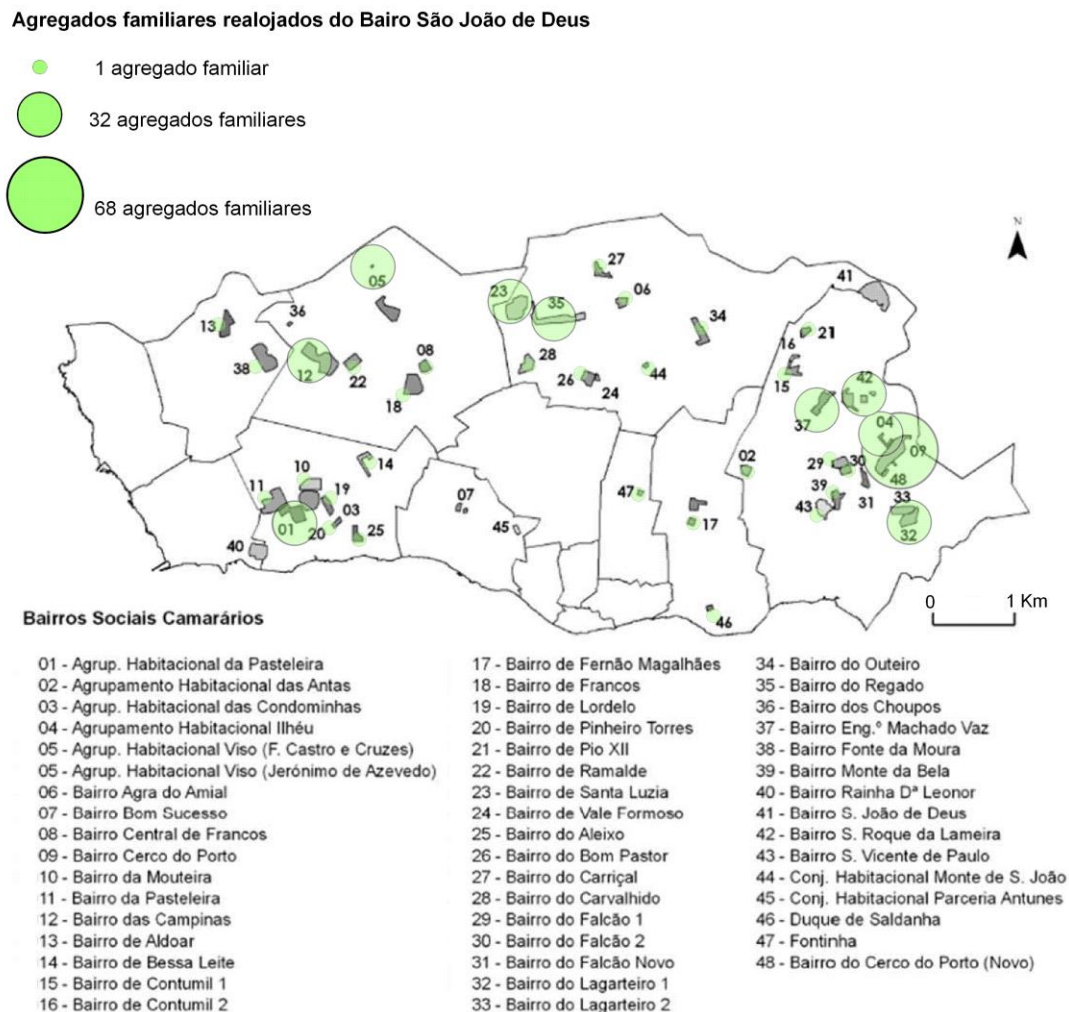 Agregados familiares realojados do Bairo São João de Deus
1 agregado familiar
32 agregados familiares
68 agregados familiares
N
27
41
05
23
35
06
36
13
34
21
16
08
28
38
12
22
26
24
44
15
42
18
37
04
09
02
14
29
30
10
48
11
19
47
39
31
33
07
03
43
01
20
25
45
17
32
40
46
0
1 Km
Bairros Sociais Camarários
01 - Agrup. Habitacional da Pasteleira
02 - Agrupamento Habitacional das Antas
03 - Agrup. Habitacional das Condominhas
04 - Agrupamento Habitacional Ilhéu
05 - Agrup. Habitacional Viso (F. Castro e Cruzes)
05 - Agrup. Habitacional Viso (Jerónimo de Azevedo)
06 - Bairro Agra do Amial
07 - Bairro Bom Sucesso
08 - Bairro Central de Francos
09 - Bairro Cerco do Porto
10 - Bairro da Mouteira
11 - Bairro da Pasteleira
12 - Bairro das Campinas
13 - Bairro de Aldoar
14 - Bairro de Bessa Leite
15 - Bairro de Contumil 1
16 - Bairro de Contumil 2
17 - Bairro de Fernão Magalhães
18 - Bairro de Francos
19 - Bairro de Lordelo
20 - Bairro de Pinheiro Torres
21 - Bairro de Pio XII
22 - Bairro de Ramalde
23 - Bairro de Santa Luzia
24 - Bairro de Vale Formoso
25 - Bairro do Aleixo
26 - Bairro do Bom Pastor
27 - Bairro do Carriçal
28 - Bairro do Carvalhido
29 - Bairro do Falcão 1
30 - Bairro do Falcão 2
31 - Bairro do Falcão Novo
32 - Bairro do Lagarteiro 1
33 - Bairro do Lagarteiro 2
34 - Bairro do Outeiro
35 - Bairro do Regado
36 - Bairro dos Choupos
37 - Bairro Eng.º Machado Vaz
38 - Bairro Fonte da Moura
39 - Bairro Monte da Bela
40 - Bairro Rainha Dª Leonor
41 - Bairro S. João de Deus
42 - Bairro S. Roque da Lameira
43 - Bairro S. Vicente de Paulo
44 - Conj. Habitacional Monte de S. João
45 - Conj. Habitacional Parceria Antunes
46 - Duque de Saldanha
47 - Fontinha
48 - Bairro do Cerco do Porto (Novo)